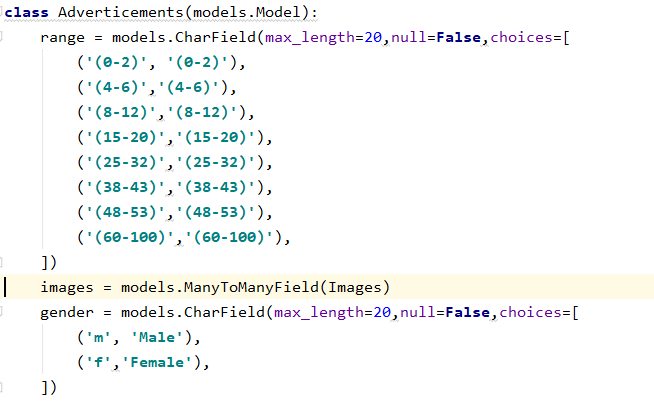 class Adverticements(models.Model):
    range = models.CharField(max_length=20,null=False,choices=[
        ('(0-2)', '(0-2)'),
        ('(4-6)','(4-6)'),
        ('(8-12)','(8-12)'),
        ('(15-20)','(15-20)'),
        ('(25-32)','(25-32)'),
        ('(38-43)','(38-43)'),
        ('(48-53)','(48-53)'),
        ('(60-100)','(60-100)'),
    ])
    images = models.ManyToManyField(Images)
    gender = models.CharField(max_length=20,null=False,choices=[
        ('m', 'Male'),
        ('f','Female'),
    ])